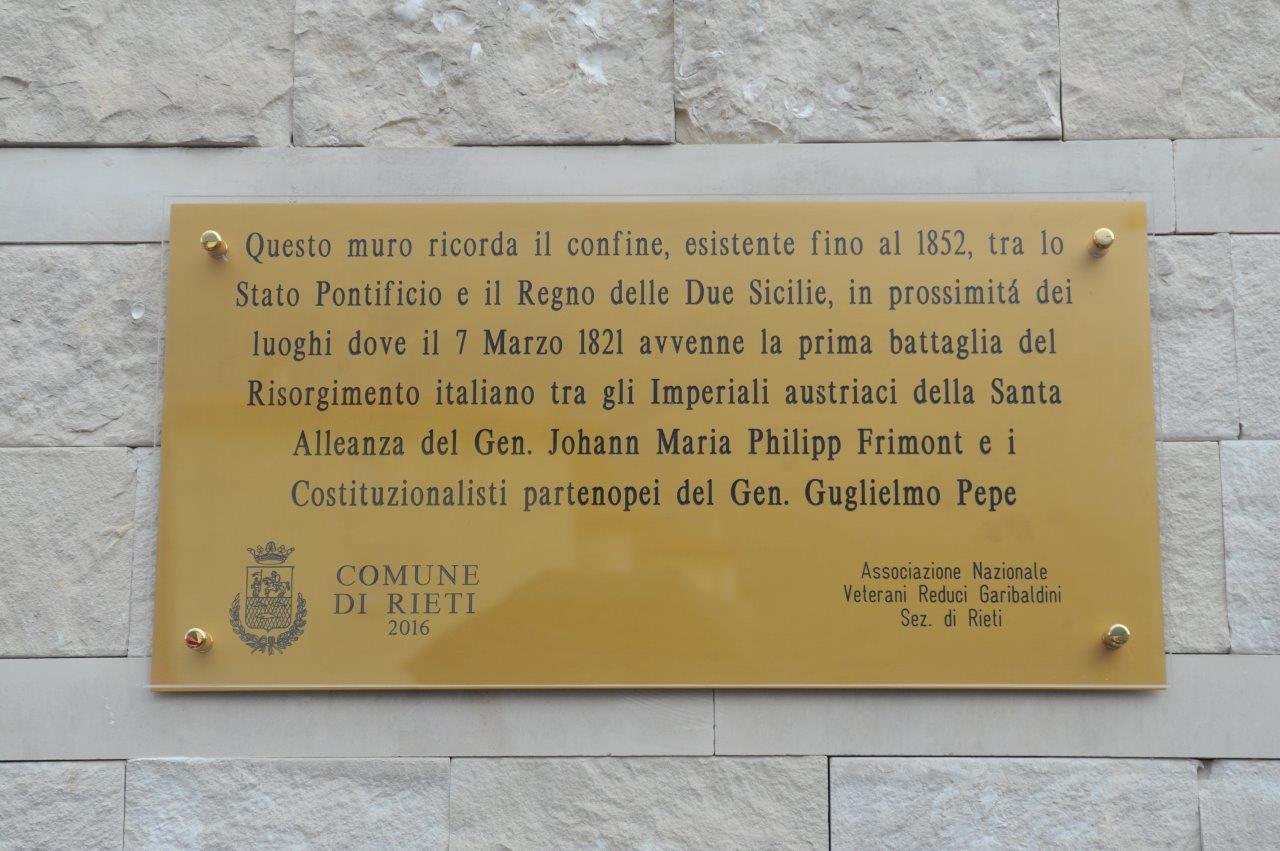 Questo muro ricorda il confine, esistente fino al 1852, tra lo
Stato Pontificio e il Regno delle Due Sicilie, in prossimitá dei
luoghi dove il 7 Marzo 1821 avvenne la prima battaglia del
Risorgimento italiano tra gli Imperiali austriaci della Santa
Alleanza del Gen. Johann Maria Philipp Frimont e i
Costituzionalisti partenopei del Gen. Guglielmo Pepe
COMUNE
DI RIETI
2016
Associazione Nazionale
Veterani Reduci Garibaldini
Sez. di Rieti